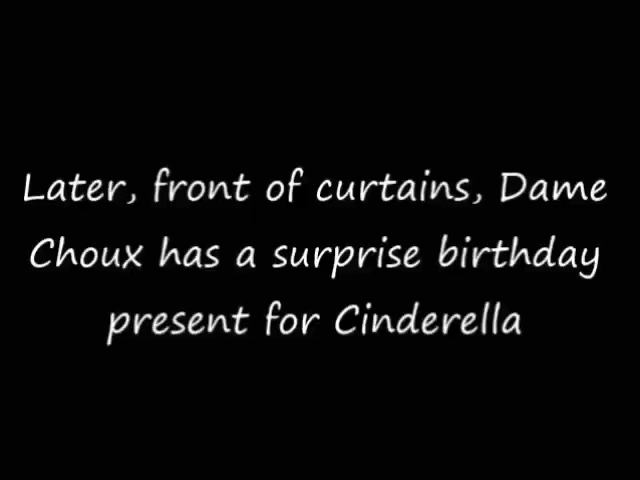 Later, front of curtains, Dame
Choux has a surprise birthday
present for Cinderella